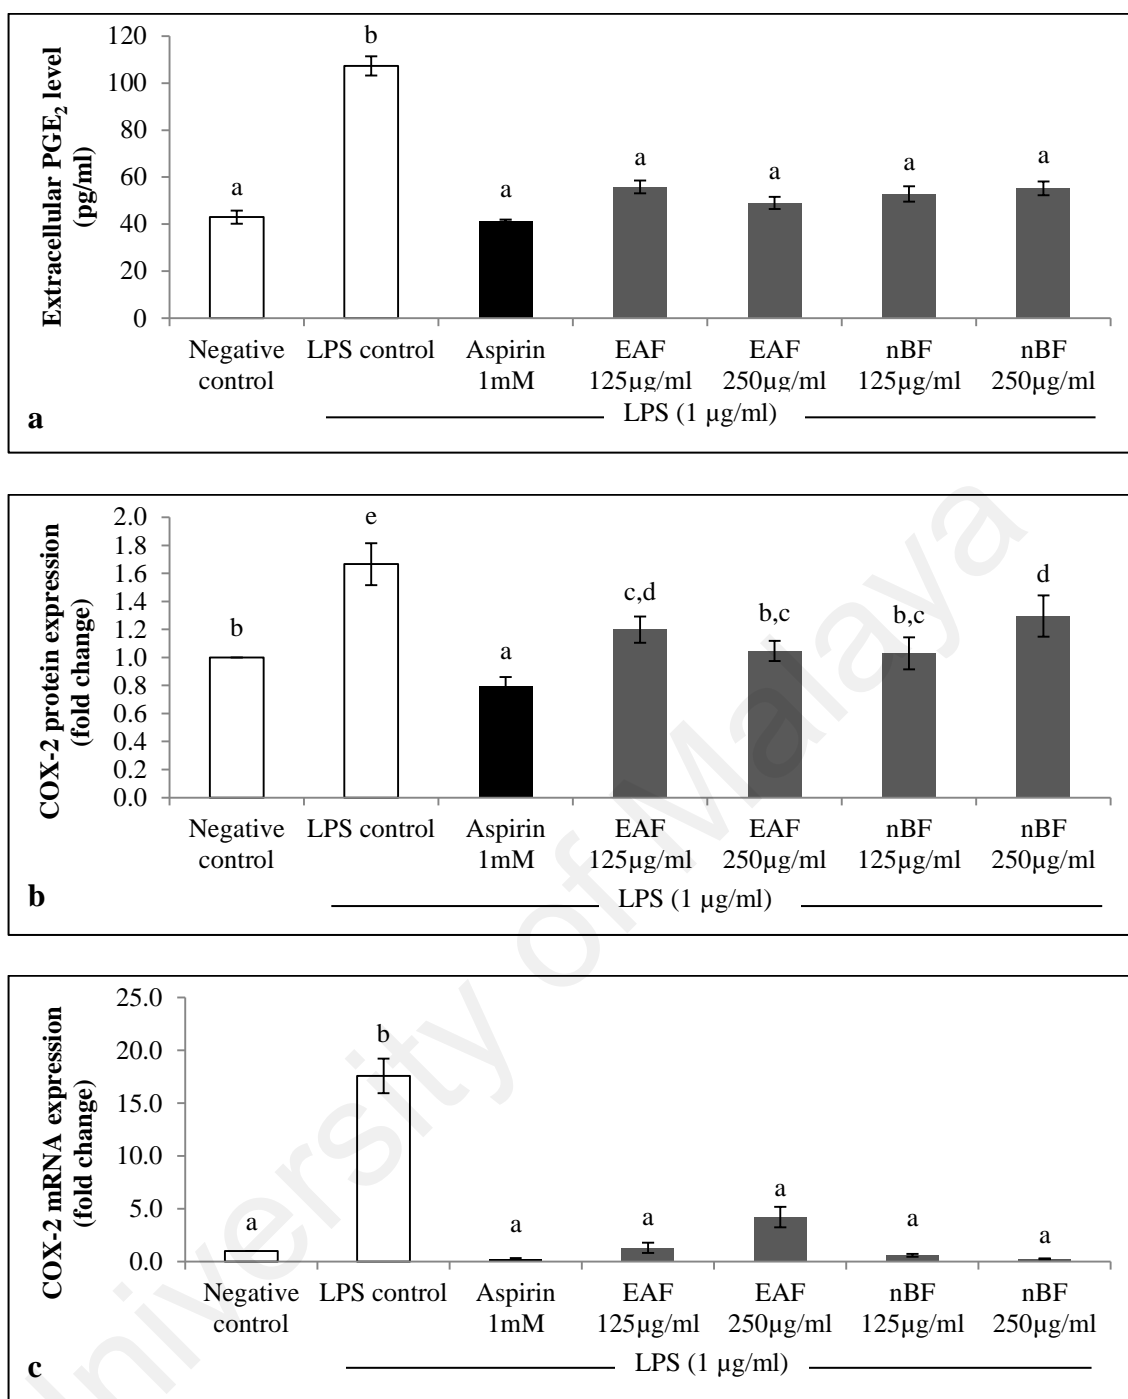 Extracellular PGE₂ level
(pg/ml)
120
100
80
60
40
20
0
a
b
a
a
a
a
a
Negative control
LPS control
Aspirin 1mM
EAF 125µg/ml
EAF 250µg/ml
nBF 125µg/ml
nBF 250µg/ml
LPS (1 µg/ml)
a
COX-2 protein expression
(fold change)
2.0
1.8
1.6
1.4
1.2
1.0
0.8
0.6
0.4
0.2
0.0
b
e
a
c,d
b,c
b,c
d
Negative control
LPS control
Aspirin 1mM
EAF 125µg/ml
EAF 250µg/ml
nBF 125µg/ml
nBF 250µg/ml
LPS (1 µg/ml)
b
COX-2 mRNA expression
(fold change)
25.0
20.0
15.0
10.0
5.0
0.0
a
b
a
a
a
a
a
Negative control
LPS control
Aspirin 1mM
EAF 125µg/ml
EAF 250µg/ml
nBF 125µg/ml
nBF 250µg/ml
LPS (1 µg/ml)
c
University of Malaya